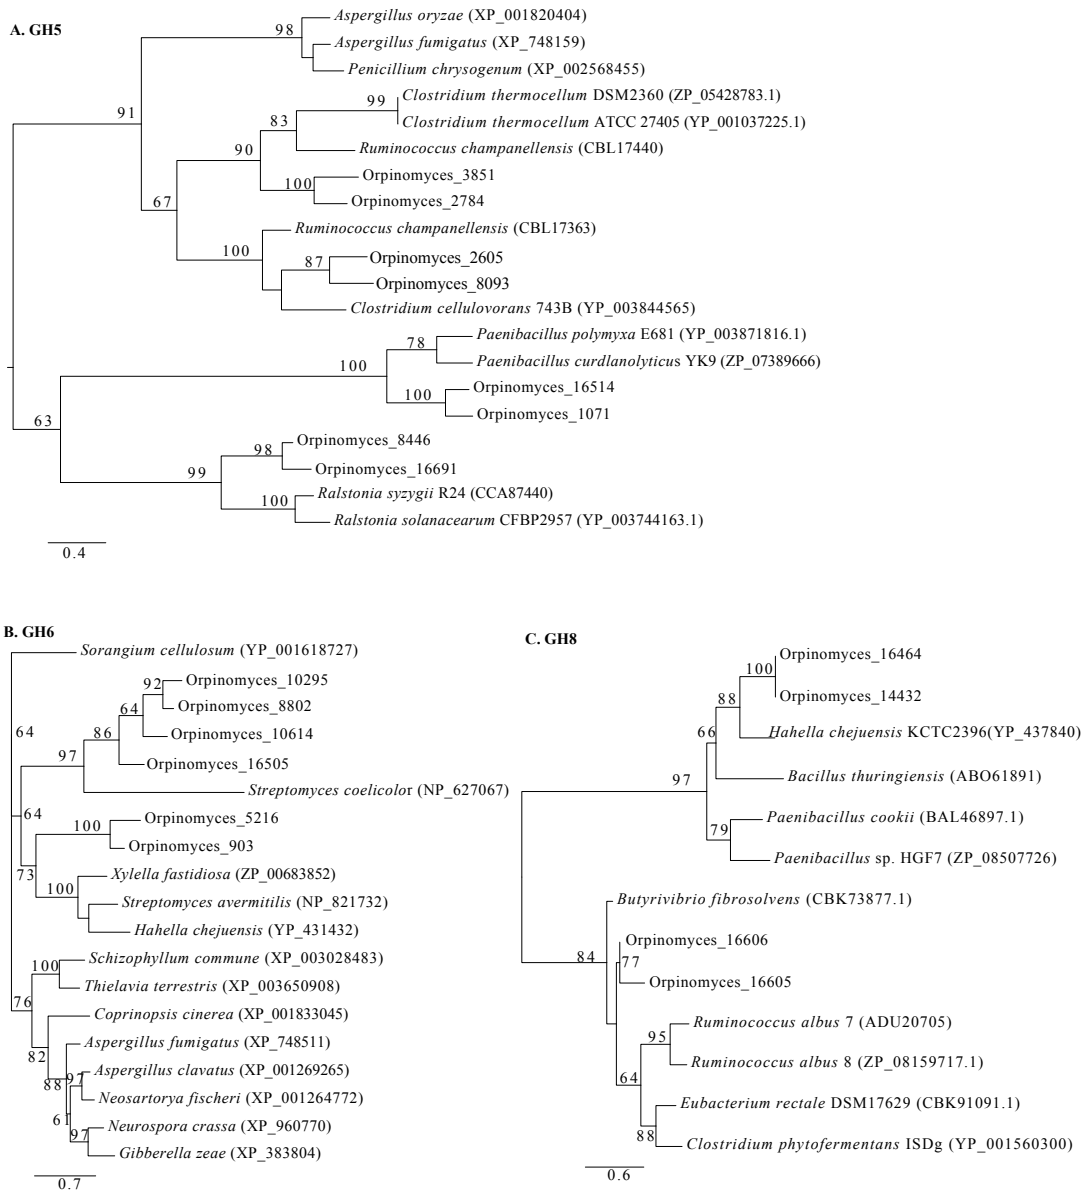 A. GH5
Aspergillus oryzae (XP_001820404)
98
Aspergillus fumigatus (XP_748159)
Penicillium chrysogenum (XP_002568455)
91
99
Clostridium thermocellum DSM2360 (ZP_05428783.1)
Clostridium thermocellum ATCC 27405 (YP_001037225.1)
83
Ruminococcus champanellensis (CBL17440)
90
Orpinomyces_3851
100
Orpinomyces_2784
67
Ruminococcus champanellensis (CBL17363)
100
Orpinomyces_2605
87
Orpinomyces_8093
Clostridium cellulovorans 743B (YP_003844565)
Paenibacillus polymyxa E681 (YP_003871816.1)
78
Paenibacillus curdlanolyticus YK9 (ZP_07389666)
100
Orpinomyces_16514
100
Orpinomyces_1071
63
Orpinomyces_8446
98
Orpinomyces_16691
99
Ralstonia syzygii R24 (CCA87440)
100
Ralstonia solanacearum CFBP2957 (YP_003744163.1)
0.4
B. GH6
Sorangium cellulosum (YP_001618727)
92
Orpinomyces_10295
Orpinomyces_8802
64
Orpinomyces_10614
64
86
97
Orpinomyces_16505
Streptomyces coelicolor (NP_627067)
64
Orpinomyces_5216
100
Orpinomyces_903
73
Xylella fastidiosa (ZP_00683852)
100
Streptomyces avermitilis (NP_821732)
Hahella chejuensis (YP_431432)
Schizophyllum commune (XP_003028483)
100
Thielavia terrestris (XP_003650908)
76
Coprinopsis cinerea (XP_001833045)
Aspergillus fumigatus (XP_748511)
82
Aspergillus clavatus (XP_001269265)
88
97
Neosartorya fischeri (XP_001264772)
61
Neurospora crassa (XP_960770)
97
Gibberella zeae (XP_383804)
0.7
C. GH8
Orpinomyces_16464
100
Orpinomyces_14432
88
Hahella chejuensis KCTC2396(YP_437840)
66
Bacillus thuringiensis (ABO61891)
97
Paenibacillus cookii (BAL46897.1)
79
Paenibacillus sp. HGF7 (ZP_08507726)
Butyrivibrio fibrosolvens (CBK73877.1)
Orpinomyces_16606
84
77
Orpinomyces_16605
Ruminococcus albus 7 (ADU20705)
95
Ruminococcus albus 8 (ZP_08159717.1)
64
Eubacterium rectale DSM17629 (CBK91091.1)
88
Clostridium phytofermentans ISDg (YP_001560300)
0.6